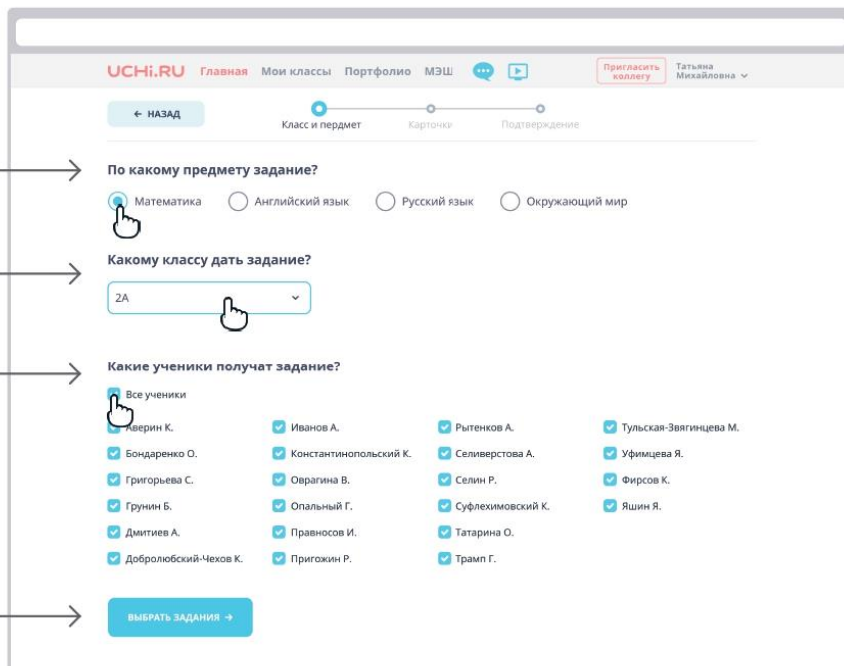 UCHi.RU Главная Мои классы Портфолио МЭШ Пригласить коллегу Татьяна Михайловна
← НАЗАД
Класс и пердмет Карточки Подтверждение
По какому предмету задание?
Математика Английский язык Русский язык Окружающий мир
Какому классу дать задание?
2А
Какие ученики получат задание?
Все ученики
Аверин К. Иванов А. Рытенков А. Тульская-Звягинцева М.
Бондаренко О. Константинопольский К. Селиверстова А. Уфимцева Я.
Григорьева С. Оврагина В. Селин Р. Фирсов К.
Грунин Б. Опальный Г. Суфлехимовский К. Яшин Я.
Дмитиев А. Правносов И. Татарина О.
Добролюбский-Чехов К. Пригожин Р. Трамп Г.
ВЫБРАТЬ ЗАДАНИЯ →